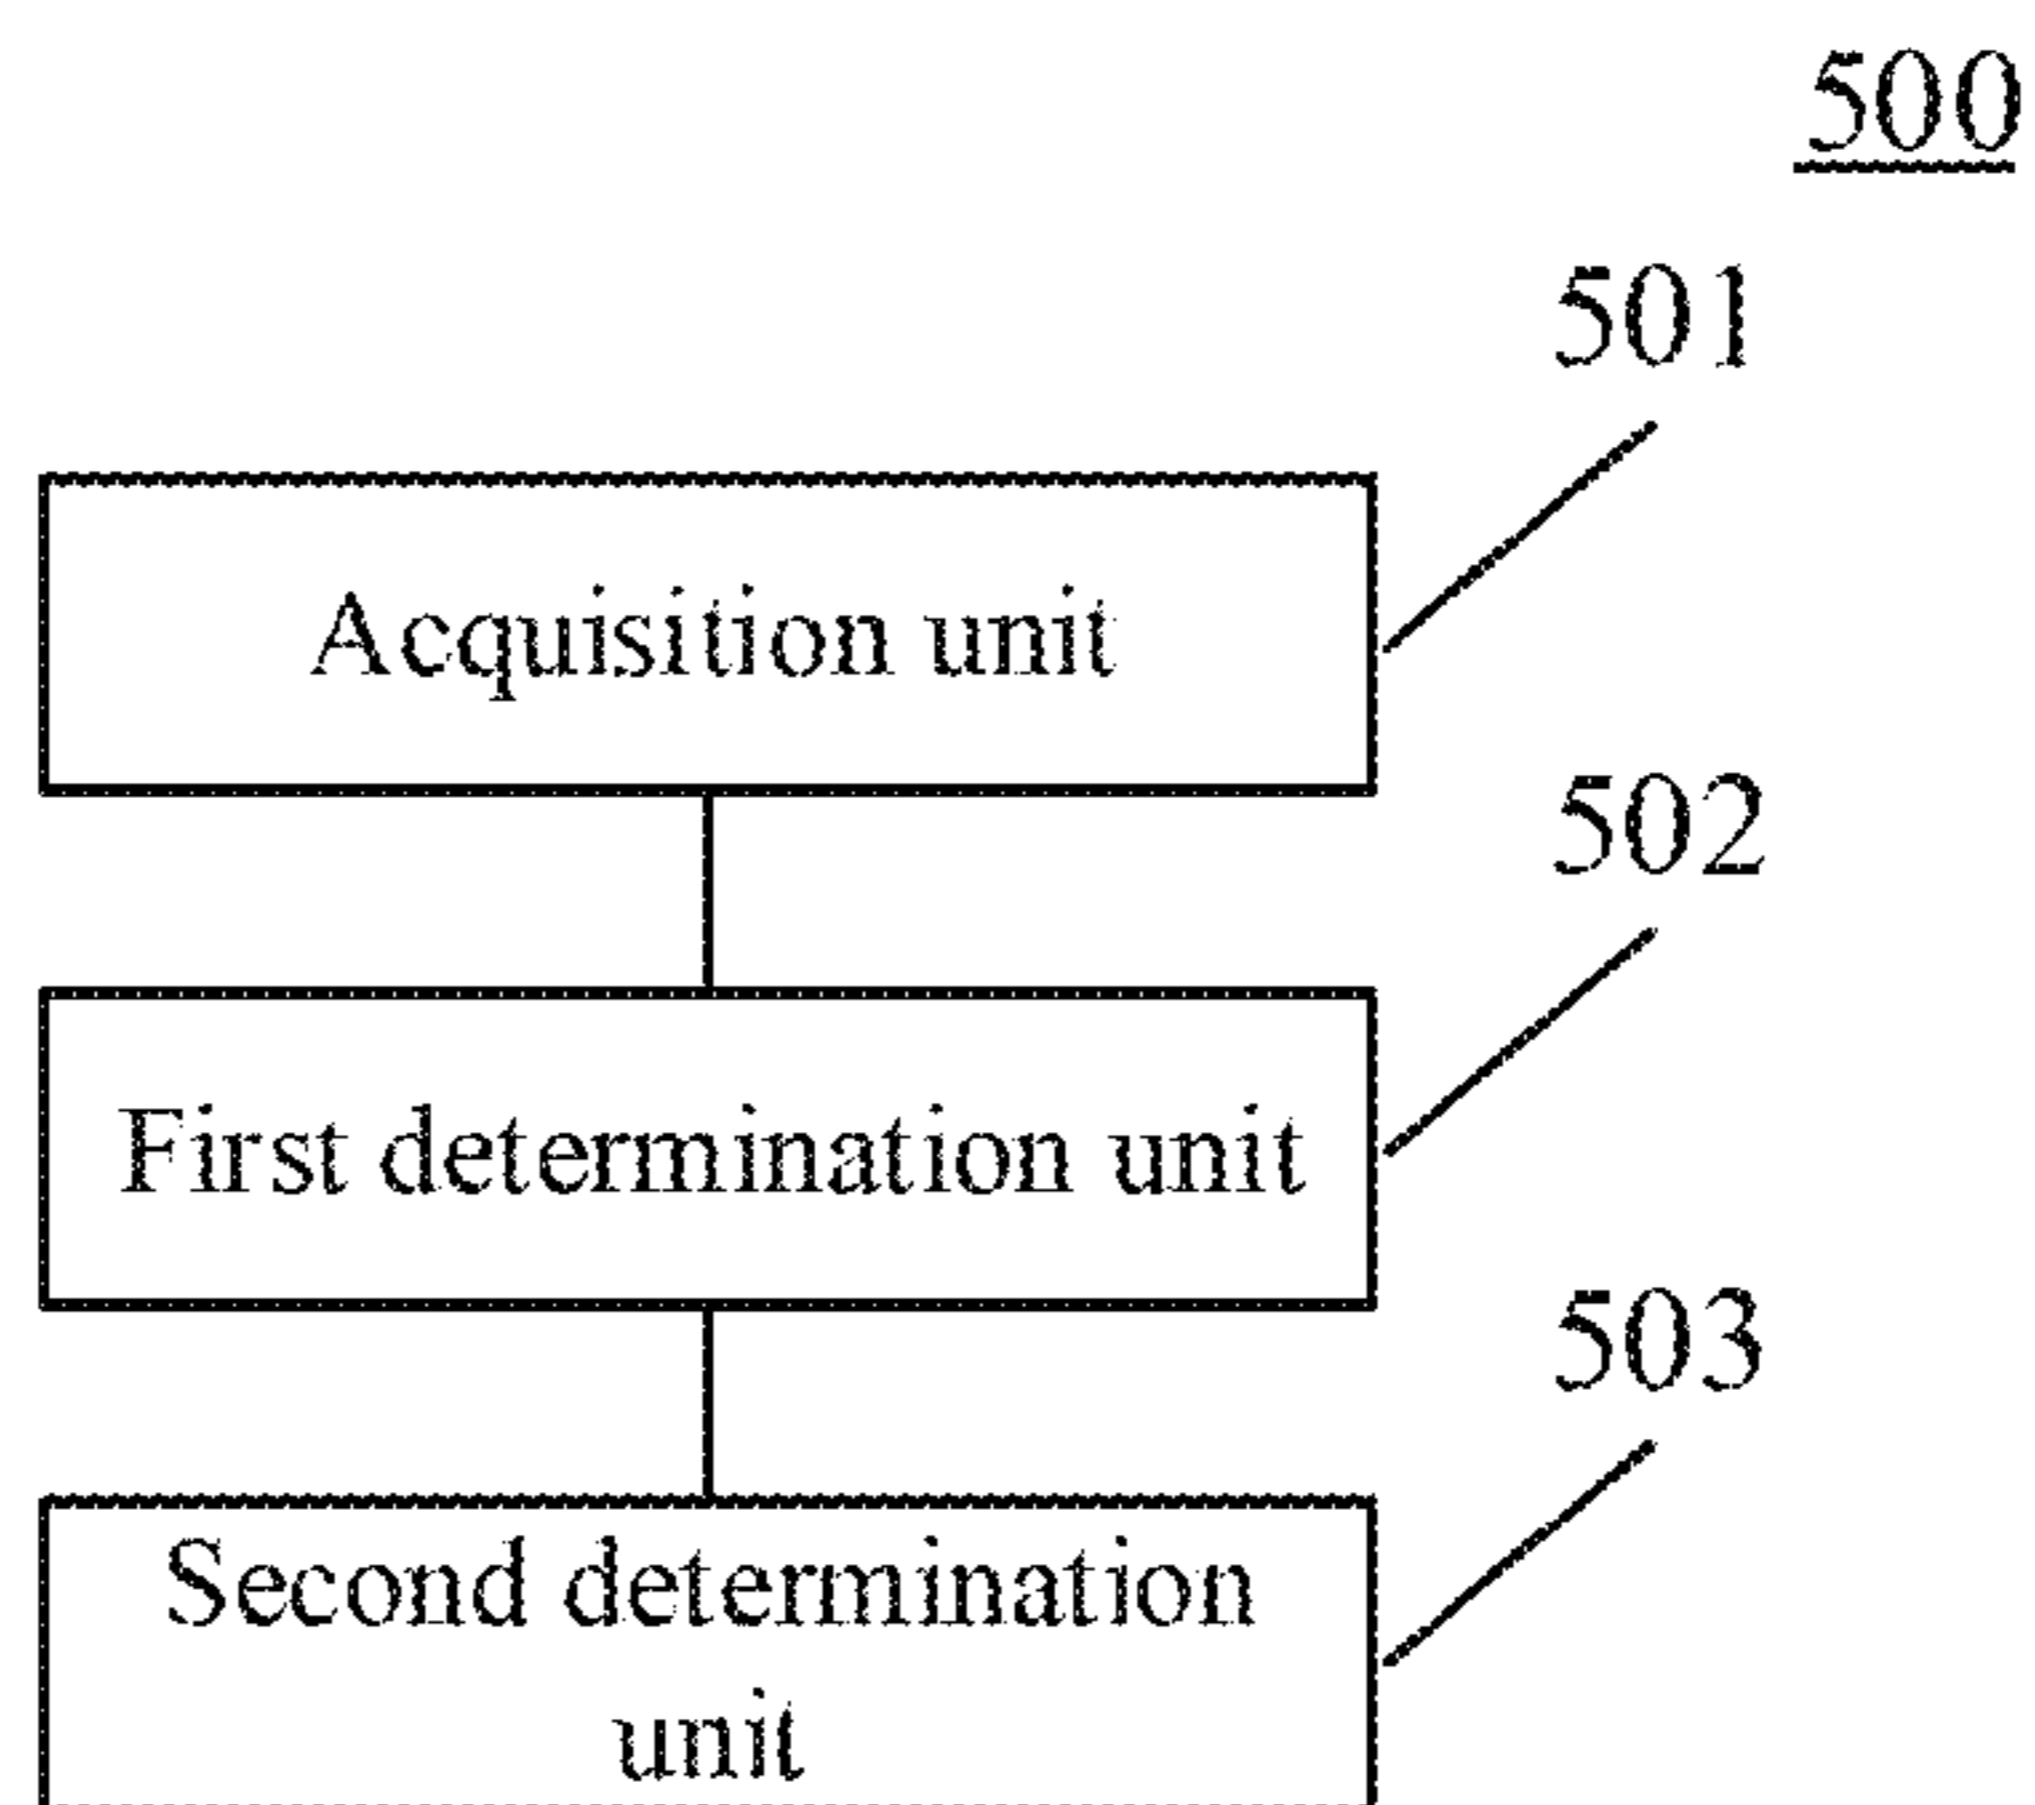 500
501
Acquisition unit
502
First determination unit
503
Second determination
unit